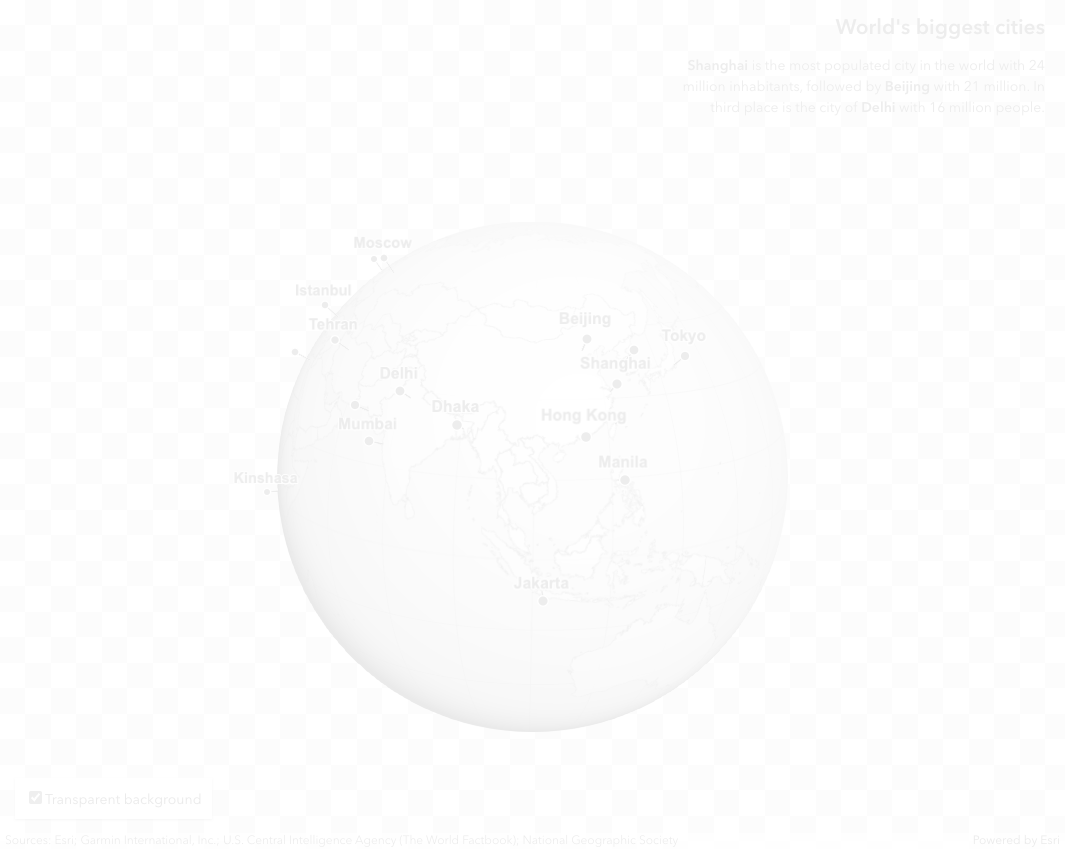 World's biggest cities
Shanghai is the most populated city in the world with 24
million inhabitants, followed by Beijing with 21 million. In
third place is the city of Delhi with 16 million people.
Moscow
Istanbul
Tehran
Beijing
Tokyo
Shanghai
Delhi
Dhaka
Hong Kong
Mumbai
Manila
Kinshasa
Jakarta
Transparent background
Sources: Esri; Garmin International, Inc.; U.S. Central Intelligence Agency (The World Factbook); National Geographic Society
Powered by Esri